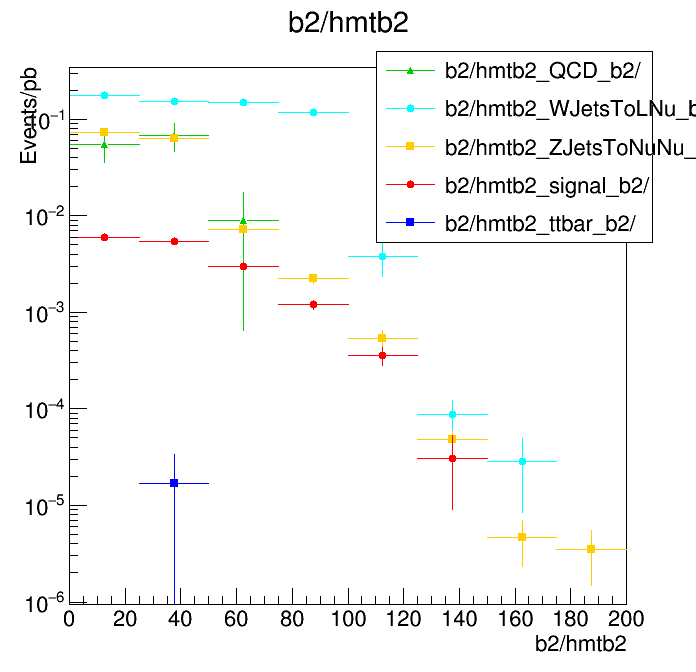 b2/hmtb2
Events/pb
b2/hmtb2_QCD_b2/
b2/hmtb2_WJetsToLNu_b
b2/hmtb2_ZJetsToNuNu_
b2/hmtb2_signal_b2/
b2/hmtb2_ttbar_b2/
10−1
10−2
10−3
10−4
10−5
10−6
0 20 40 60 80 100 120 140 160 180 200
b2/hmtb2